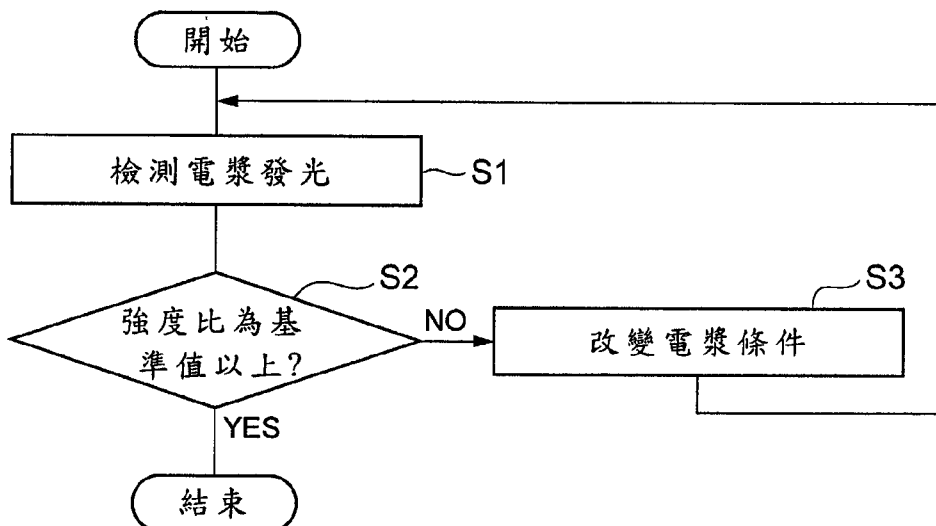 開始
檢測電漿發光
S1
強度比為基
準值以上?
S2
NO
改變電漿條件
S3
YES
結束